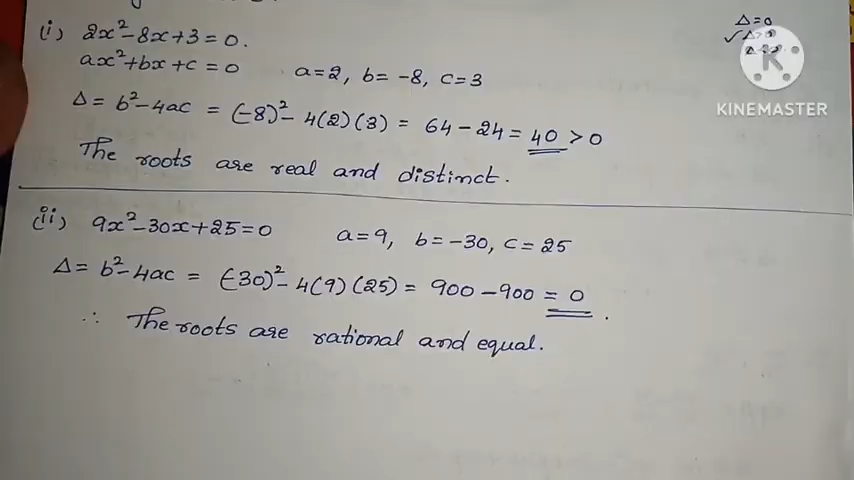 (i) 2x²-8x+3=0.
ax²+bx+c=0 a=2, b=-8, c=3
Δ= b²-4ac = (-8)²- 4(2)(3) = 64-24= 40 >0
The roots are real and distinct.
(ii) 9x²-30x+25=0 a=9, b=-30, c=25
Δ= b²-4ac = (-30)²- 4(9)(25) = 900-900 = 0.
∴ The roots are rational and equal.
Δ=0
KINEMASTER